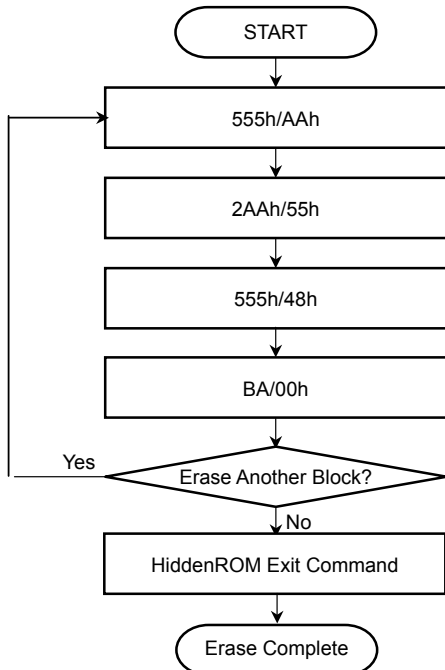 START
555h/AAh
2AAh/55h
555h/48h
BA/00h
Erase Another Block?
Yes
No
HiddenROM Exit Command
Erase Complete